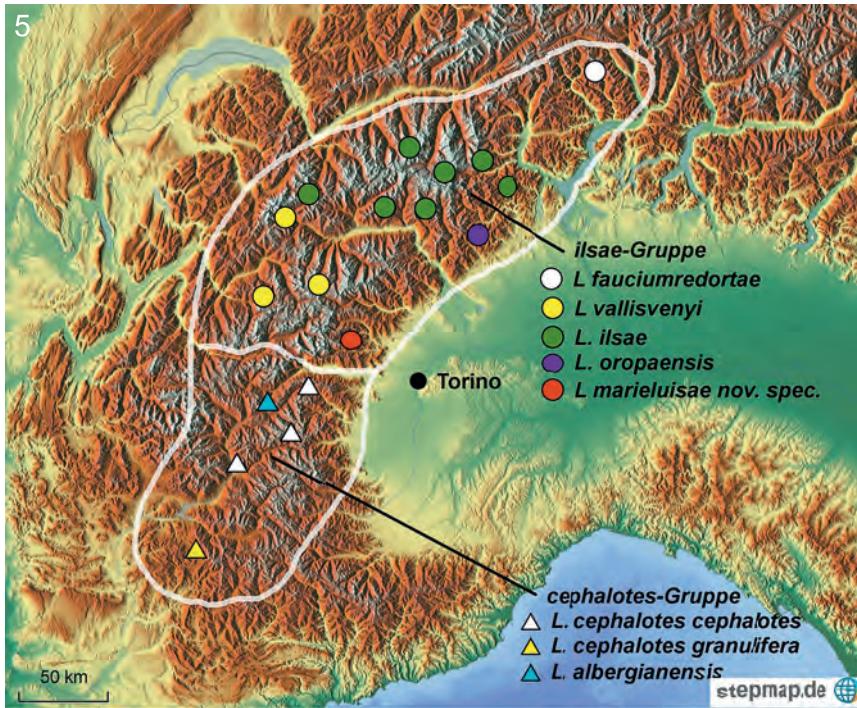 5
ilsae-Gruppe
L fauciumredortae
L vallisvenyi
L. ilsae
L. oropaensis
L marieluisae nov. spec.
Torino
cephalotes-Gruppe
L. cephalotes cephalotes
L. cephalotes granulifera
L. albergianensis
50 km
stepmap.de